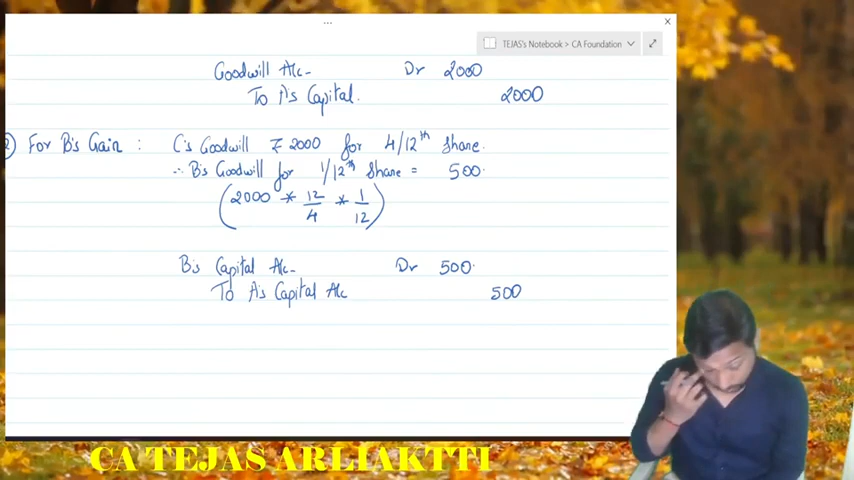 ...
TEJAS's Notebook > CA Foundation
Goodwill A/c- Dr 2000
To A's Capital. 2000
2) For B's Gain : C's Goodwill ₹ 2000 for 4/12th share.
∴ B's Goodwill for 1/12th share = 500.
(2000 * 12/4 * 1/12)
B's Capital A/c- Dr 500.
To A's Capital A/c 500
CA TEJAS ARLIAKTTI